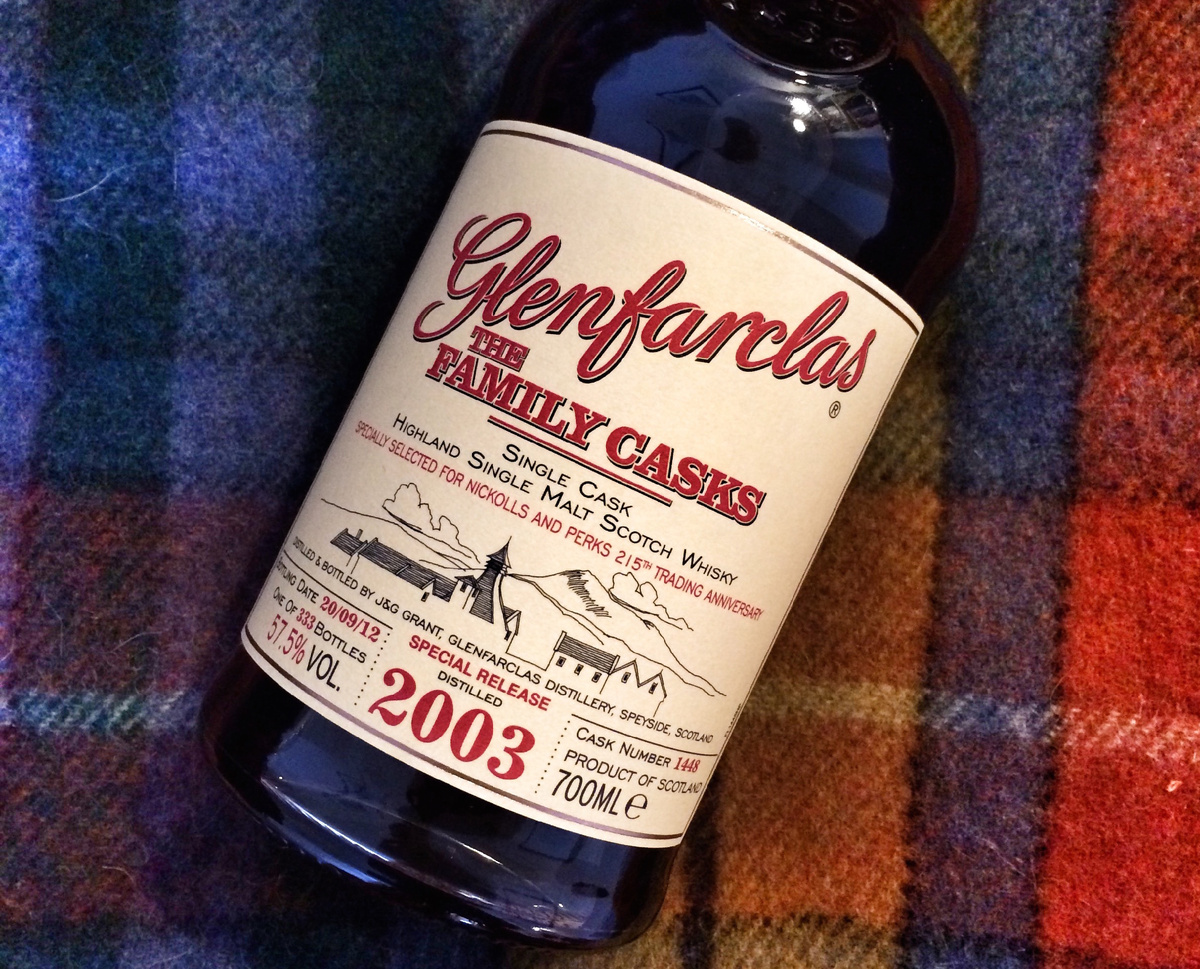 Glenfarclas
®
THE
FAMILY CASKS
SINGLE CASK
HIGHLAND SINGLE MALT SCOTCH WHISKY
SPECIALLY SELECTED FOR NICKOLLS AND PERKS 215TH TRADING ANNIVERSARY
DISTILLED & BOTTLED BY J&G GRANT, GLENFARCLAS DISTILLERY, SPEYSIDE, SCOTLAND
BOTTLING DATE 20/09/12
ONE OF 333 BOTTLES
57.5% VOL.
SPECIAL RELEASE
DISTILLED
2003
CASK NUMBER 1448
PRODUCT OF SCOTLAND
700ML e